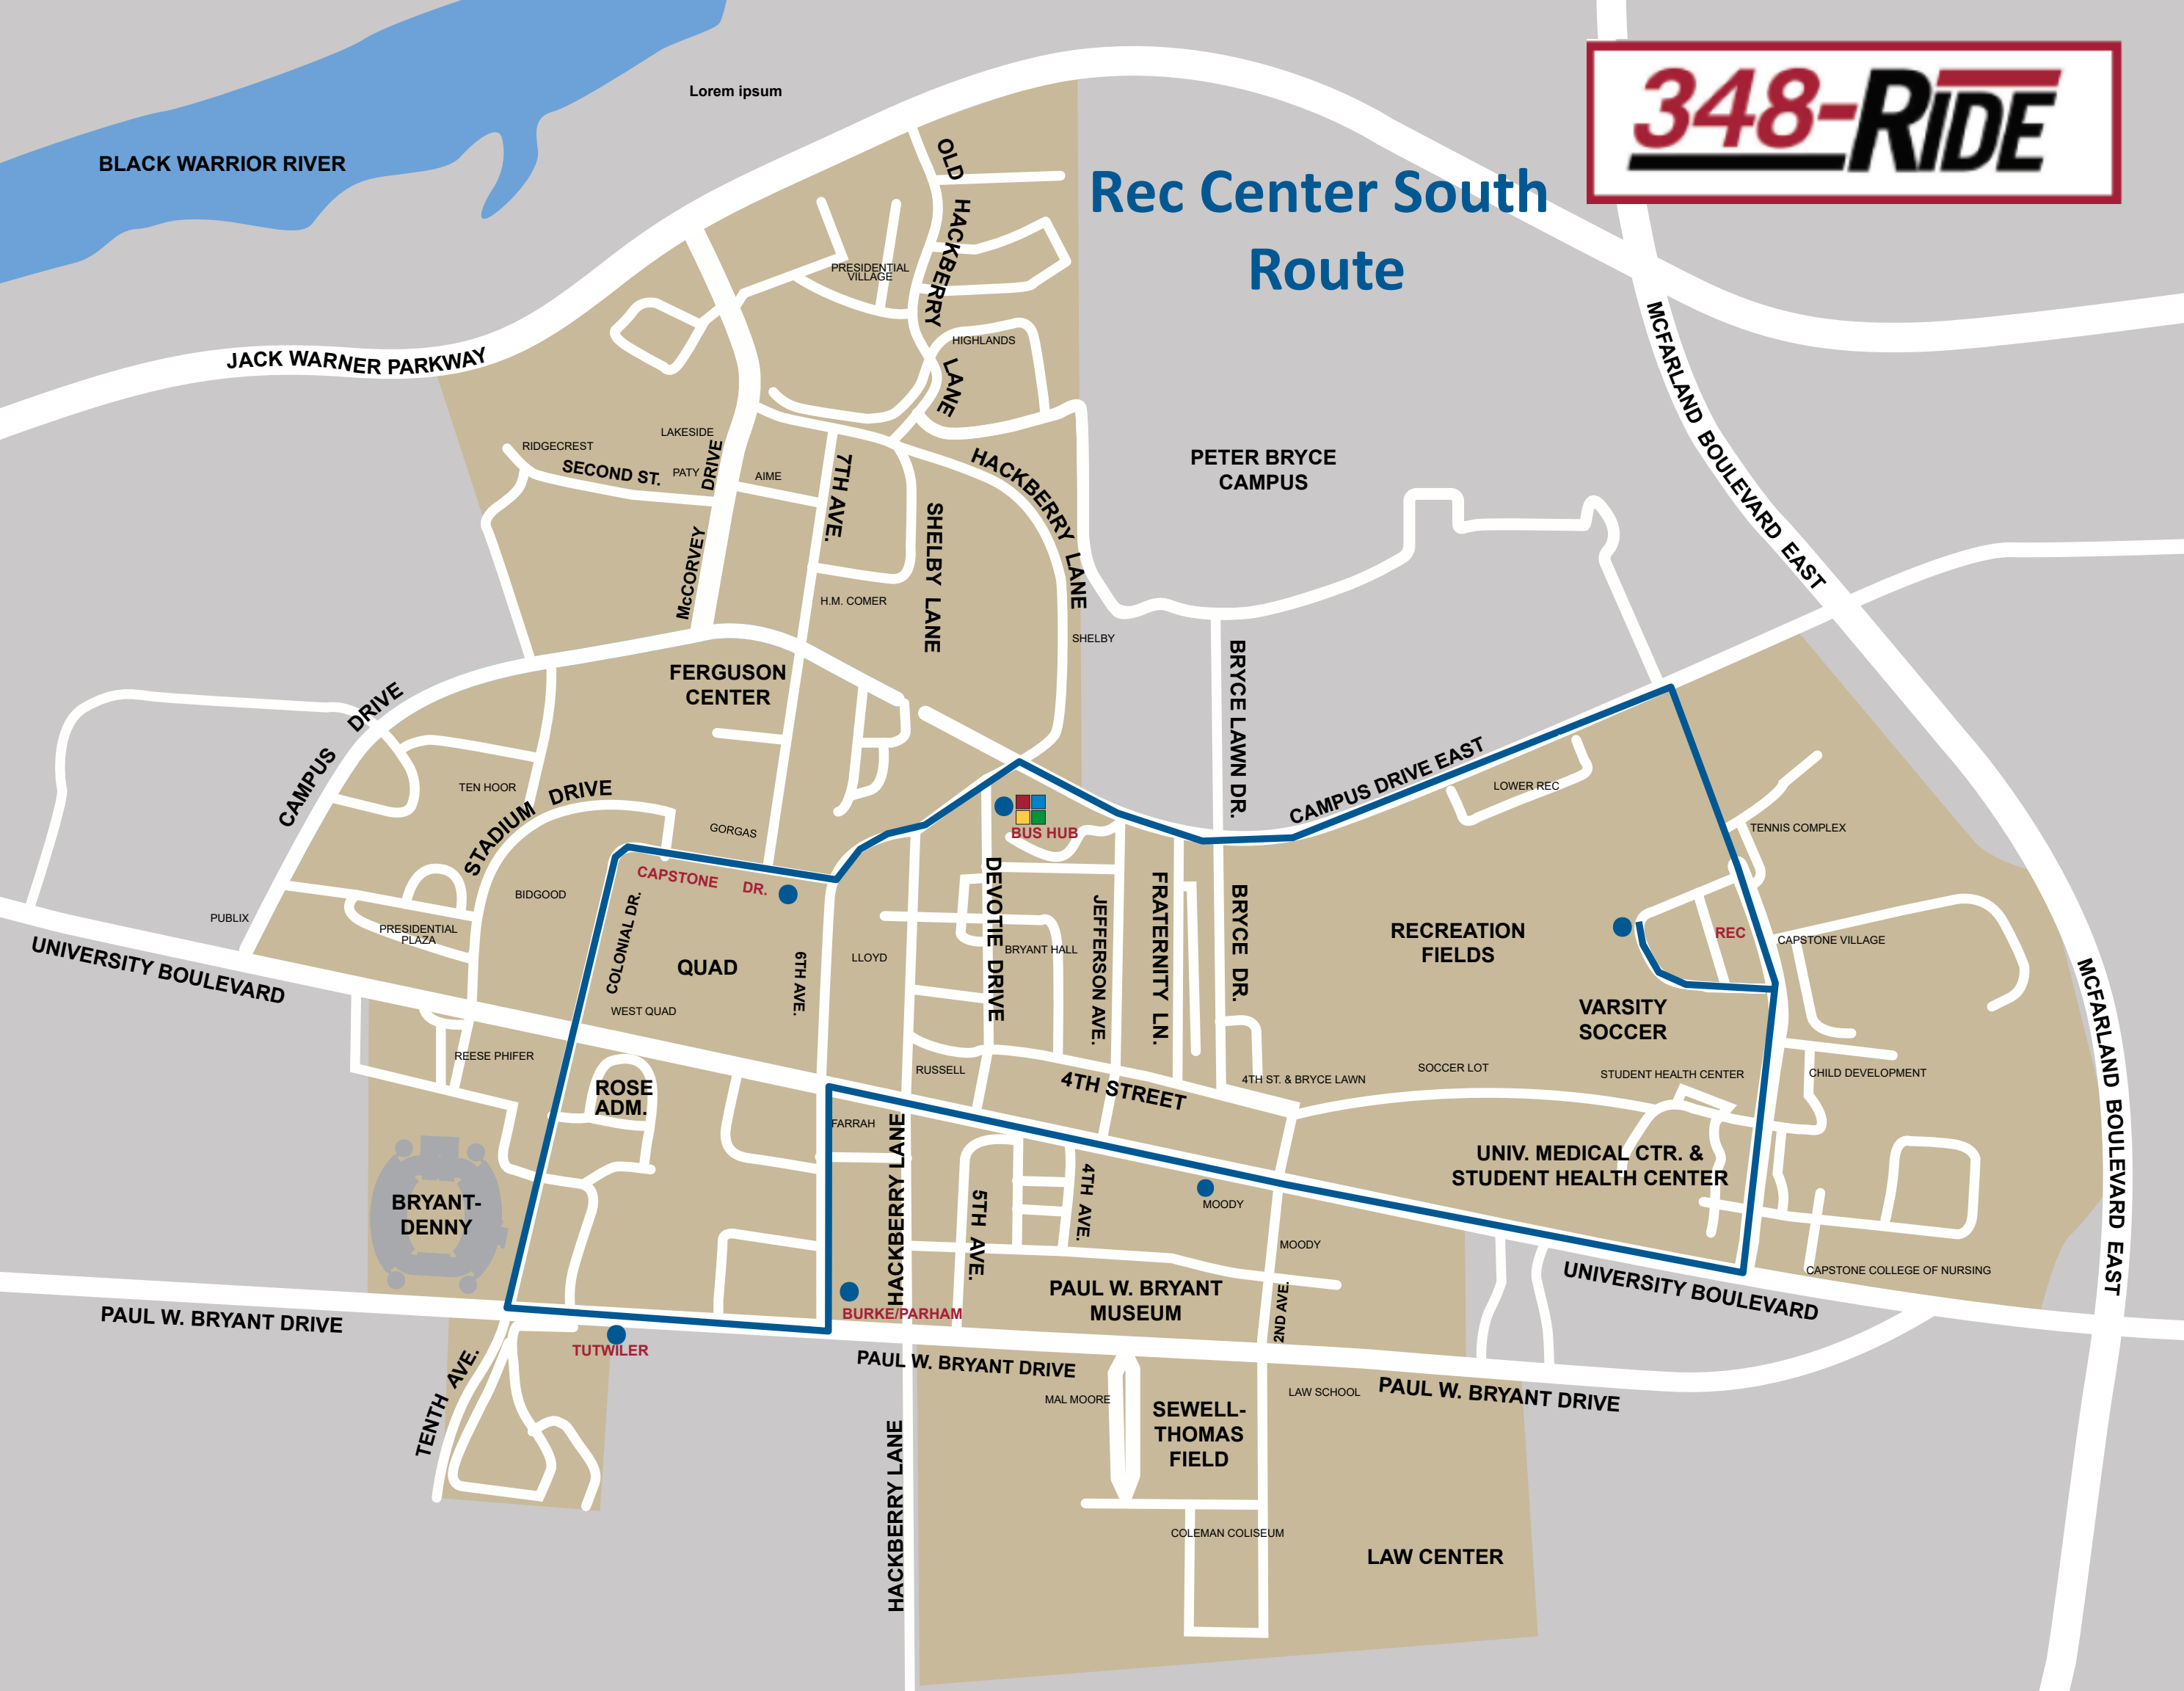 348-RIDE
Rec Center South
Route
Lorem ipsum
BLACK WARRIOR RIVER
OLD HACKBERRY LANE
PRESIDENTIAL
VILLAGE
HIGHLANDS
JACK WARNER PARKWAY
MCFARLAND BOULEVARD EAST
LAKESIDE
RIDGECREST
SECOND ST.
PATY
McCORVEY DRIVE
AIME
7TH AVE.
HACKBERRY LANE
PETER BRYCE
CAMPUS
SHELBY LANE
H.M. COMER
SHELBY
BRYCE LAWN DR.
FERGUSON
CENTER
CAMPUS DRIVE
CAMPUS DRIVE EAST
LOWER REC
TEN HOOR
STADIUM DRIVE
GORGAS
BUS HUB
TENNIS COMPLEX
CAPSTONE DR.
BIDGOOD
COLONIAL DR.
PUBLIX
PRESIDENTIAL
PLAZA
UNIVERSITY BOULEVARD
QUAD
WEST QUAD
6TH AVE.
LLOYD
DEVOTIE DRIVE
BRYANT HALL
JEFFERSON AVE.
FRATERNITY LN.
BRYCE DR.
RECREATION
FIELDS
REC
CAPSTONE VILLAGE
VARSITY
SOCCER
MCFARLAND BOULEVARD EAST
REESE PHIFER
ROSE
ADM.
RUSSELL
4TH STREET
4TH ST. & BRYCE LAWN
SOCCER LOT
STUDENT HEALTH CENTER
CHILD DEVELOPMENT
FARRAH
HACKBERRY LANE
UNIV. MEDICAL CTR. &
STUDENT HEALTH CENTER
BRYANT-
DENNY
5TH AVE.
4TH AVE.
MOODY
MOODY
PAUL W. BRYANT
MUSEUM
2ND AVE.
CAPSTONE COLLEGE OF NURSING
UNIVERSITY BOULEVARD
BURKE/PARHAM
PAUL W. BRYANT DRIVE
TUTWILER
TENTH AVE.
PAUL W. BRYANT DRIVE
MAL MOORE
LAW SCHOOL
PAUL W. BRYANT DRIVE
SEWELL-
THOMAS
FIELD
HACKBERRY LANE
COLEMAN COLISEUM
LAW CENTER